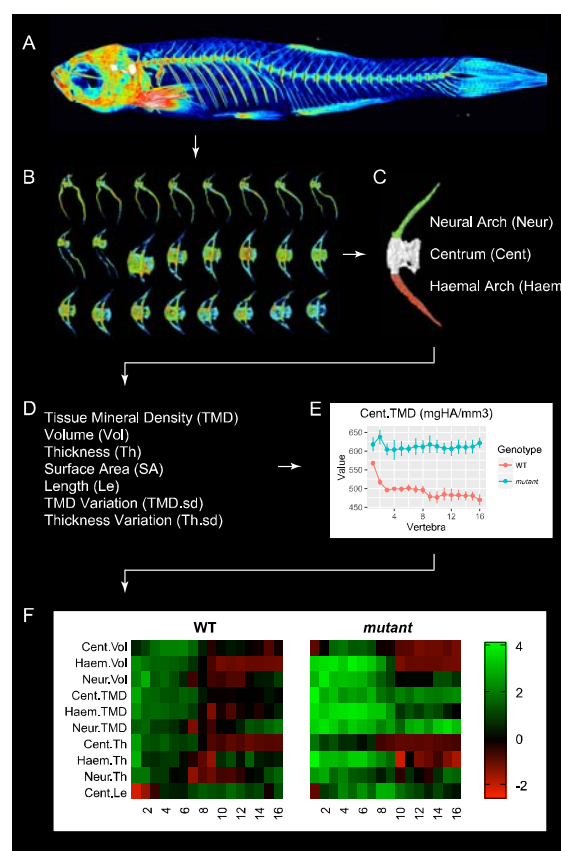 A
B
C
Neural Arch (Neur)
Centrum (Cent)
Haemal Arch (Haem
D
Tissue Mineral Density (TMD)
Volume (Vol)
Thickness (Th)
Surface Area (SA)
Length (Le)
TMD Variation (TMD.sd)
Thickness Variation (Th.sd)
E
Cent.TMD (mgHA/mm3)
650
600
550
500
450
Value
4 8 12 16
Vertebra
Genotype
WT
mutant
F
WT mutant
Cent.Vol
Haem.Vol
Neur.Vol
Cent.TMD
Haem.TMD
Neur.TMD
Cent.Th
Haem.Th
Neur.Th
Cent.Le
2 4 6 8 10 12 14 16
2 4 6 8 10 12 14 16
4
2
0
-2